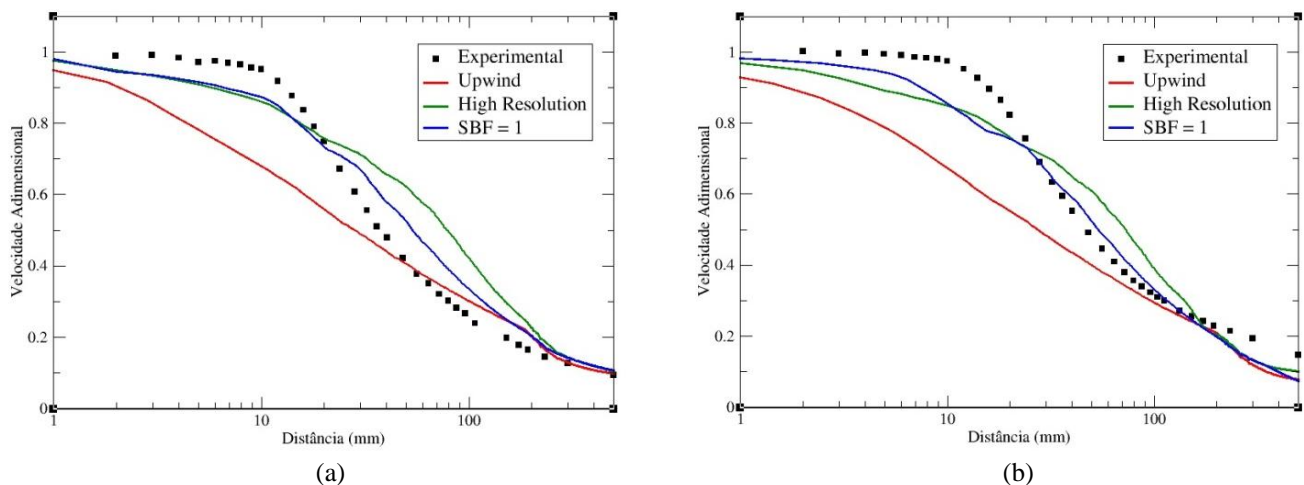 1
0.8
0.6
0.4
0.2
0
Velocidade Adimensional
1
10
100
Distância (mm)
Experimental
Upwind
High Resolution
SBF = 1
(a)
1
0.8
0.6
0.4
0.2
0
Velocidade Adimensional
1
10
100
Distância (mm)
Experimental
Upwind
High Resolution
SBF = 1
(b)